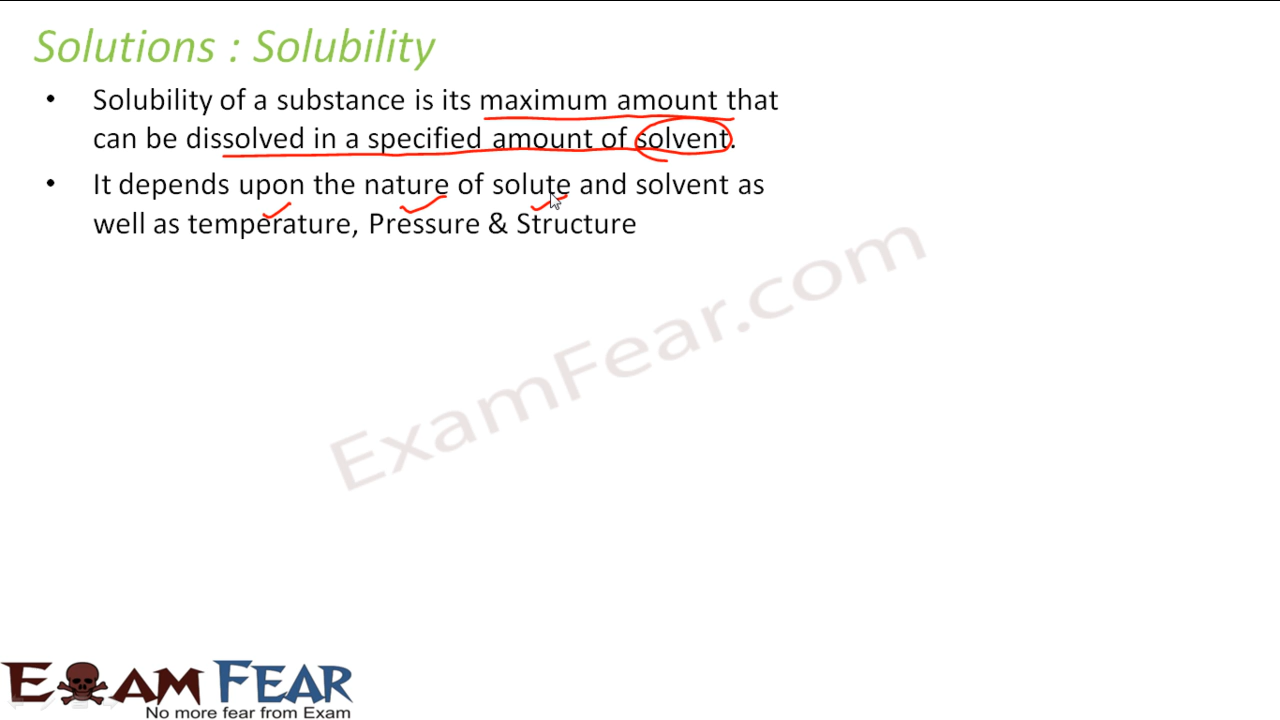 Solutions : Solubility
• Solubility of a substance is its maximum amount that
can be dissolved in a specified amount of solvent.
• It depends upon the nature of solute and solvent as
well as temperature, Pressure & Structure
ExamFear.com
EXAM FEAR
No more fear from Exam